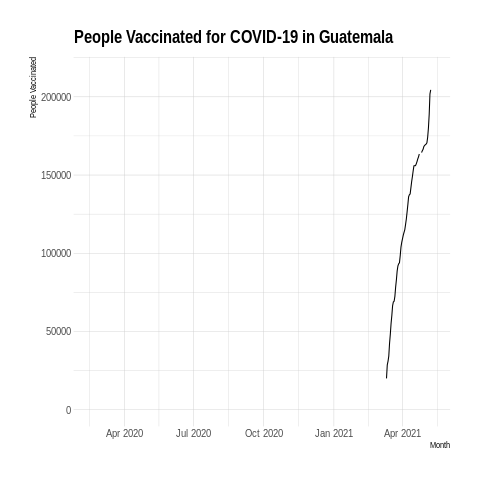 People Vaccinated for COVID-19 in Guatemala
People Vaccinated
200000
150000
100000
50000
0
Apr 2020 Jul 2020 Oct 2020 Jan 2021 Apr 2021
Month